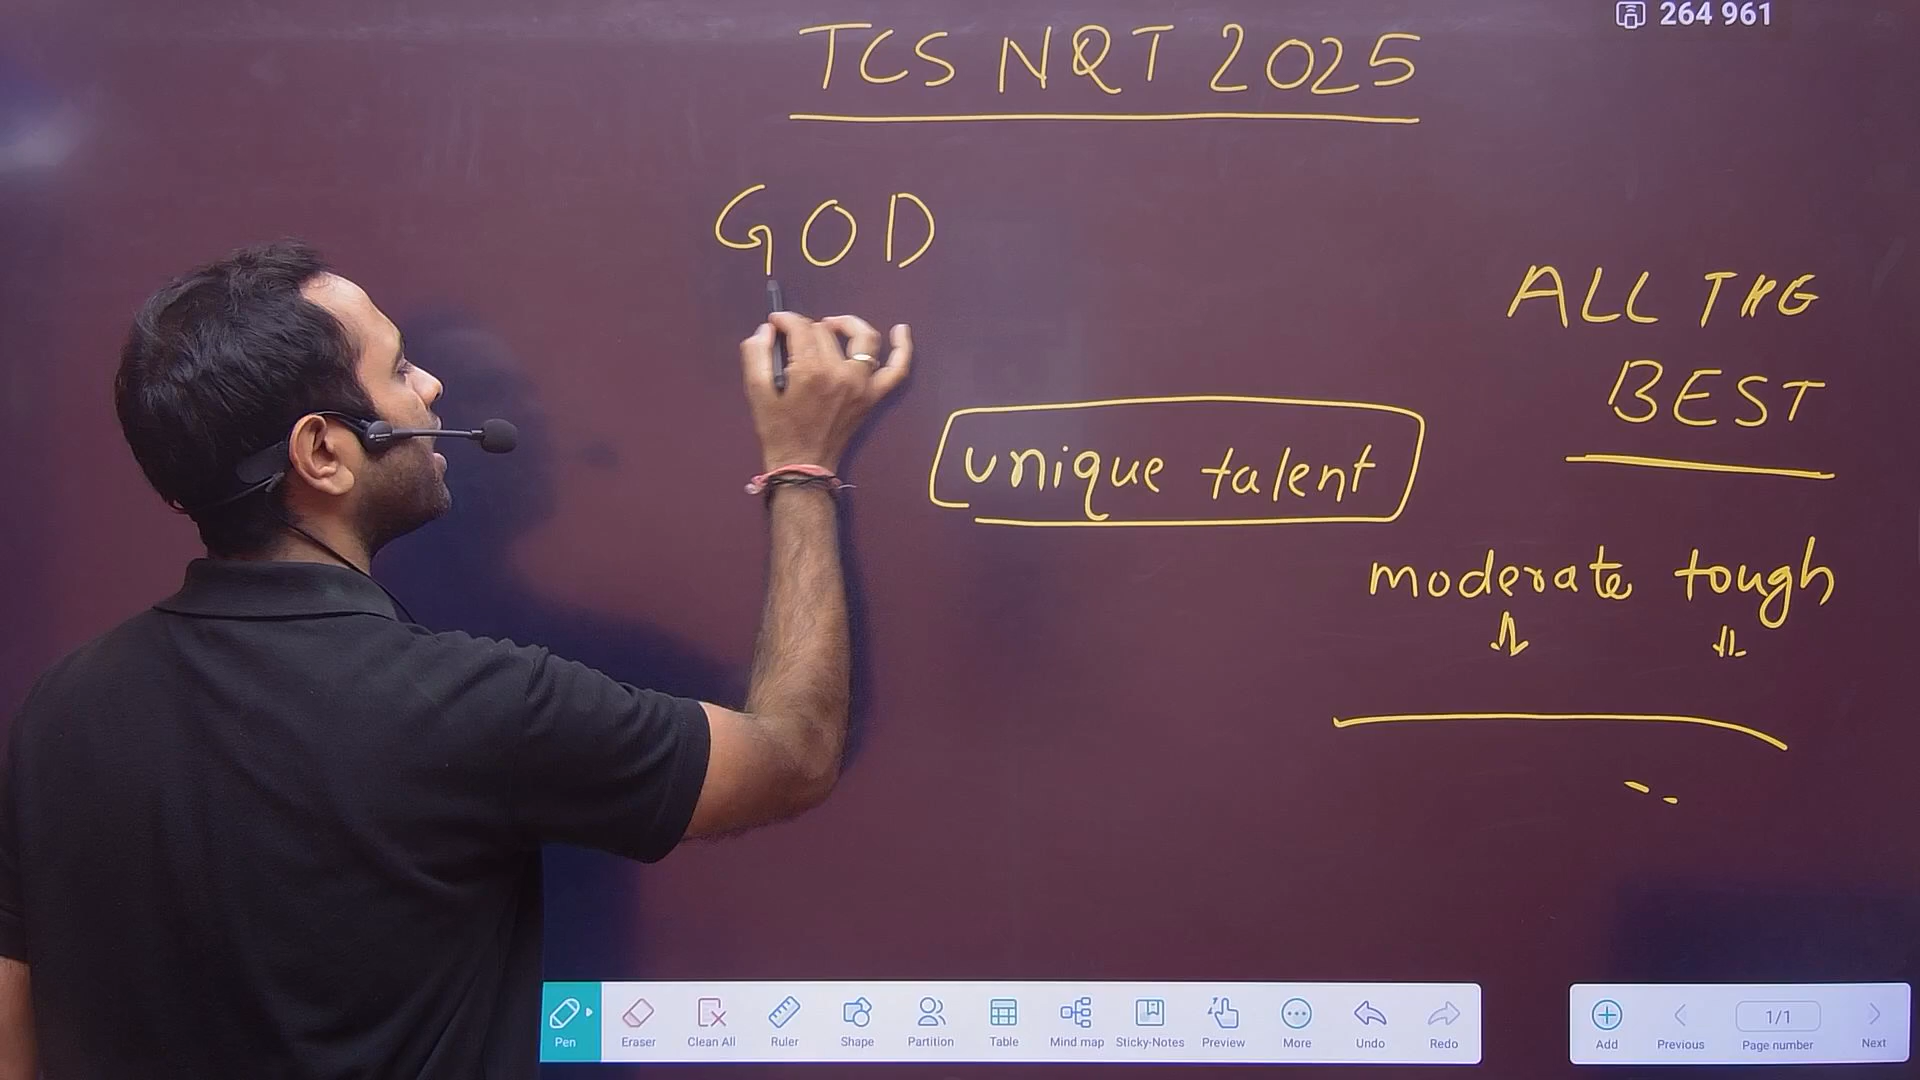 264 961
TCS NQT 2025
GOD
ALL THE
BEST
unique talent
moderate tough
Pen Eraser Clean All Ruler Shape Partition Table Mind map Sticky-Notes Preview More Undo Redo
Add Previous 1/1 Page number Next